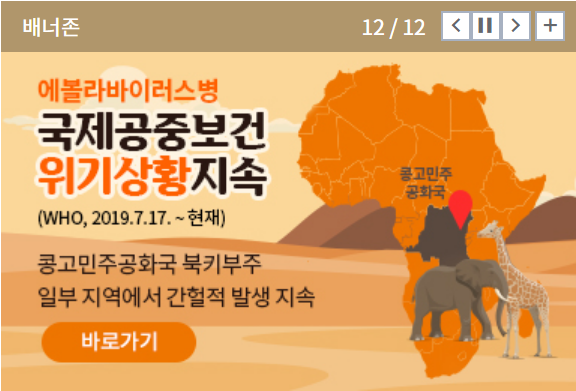 배너존
12 / 12
에볼라바이러스병
국제공중보건
위기상황지속
(WHO, 2019.7.17. ~ 현재)
콩고민주공화국 북키부주
일부 지역에서 간헐적 발생 지속
바로가기
콩고민주
공화국